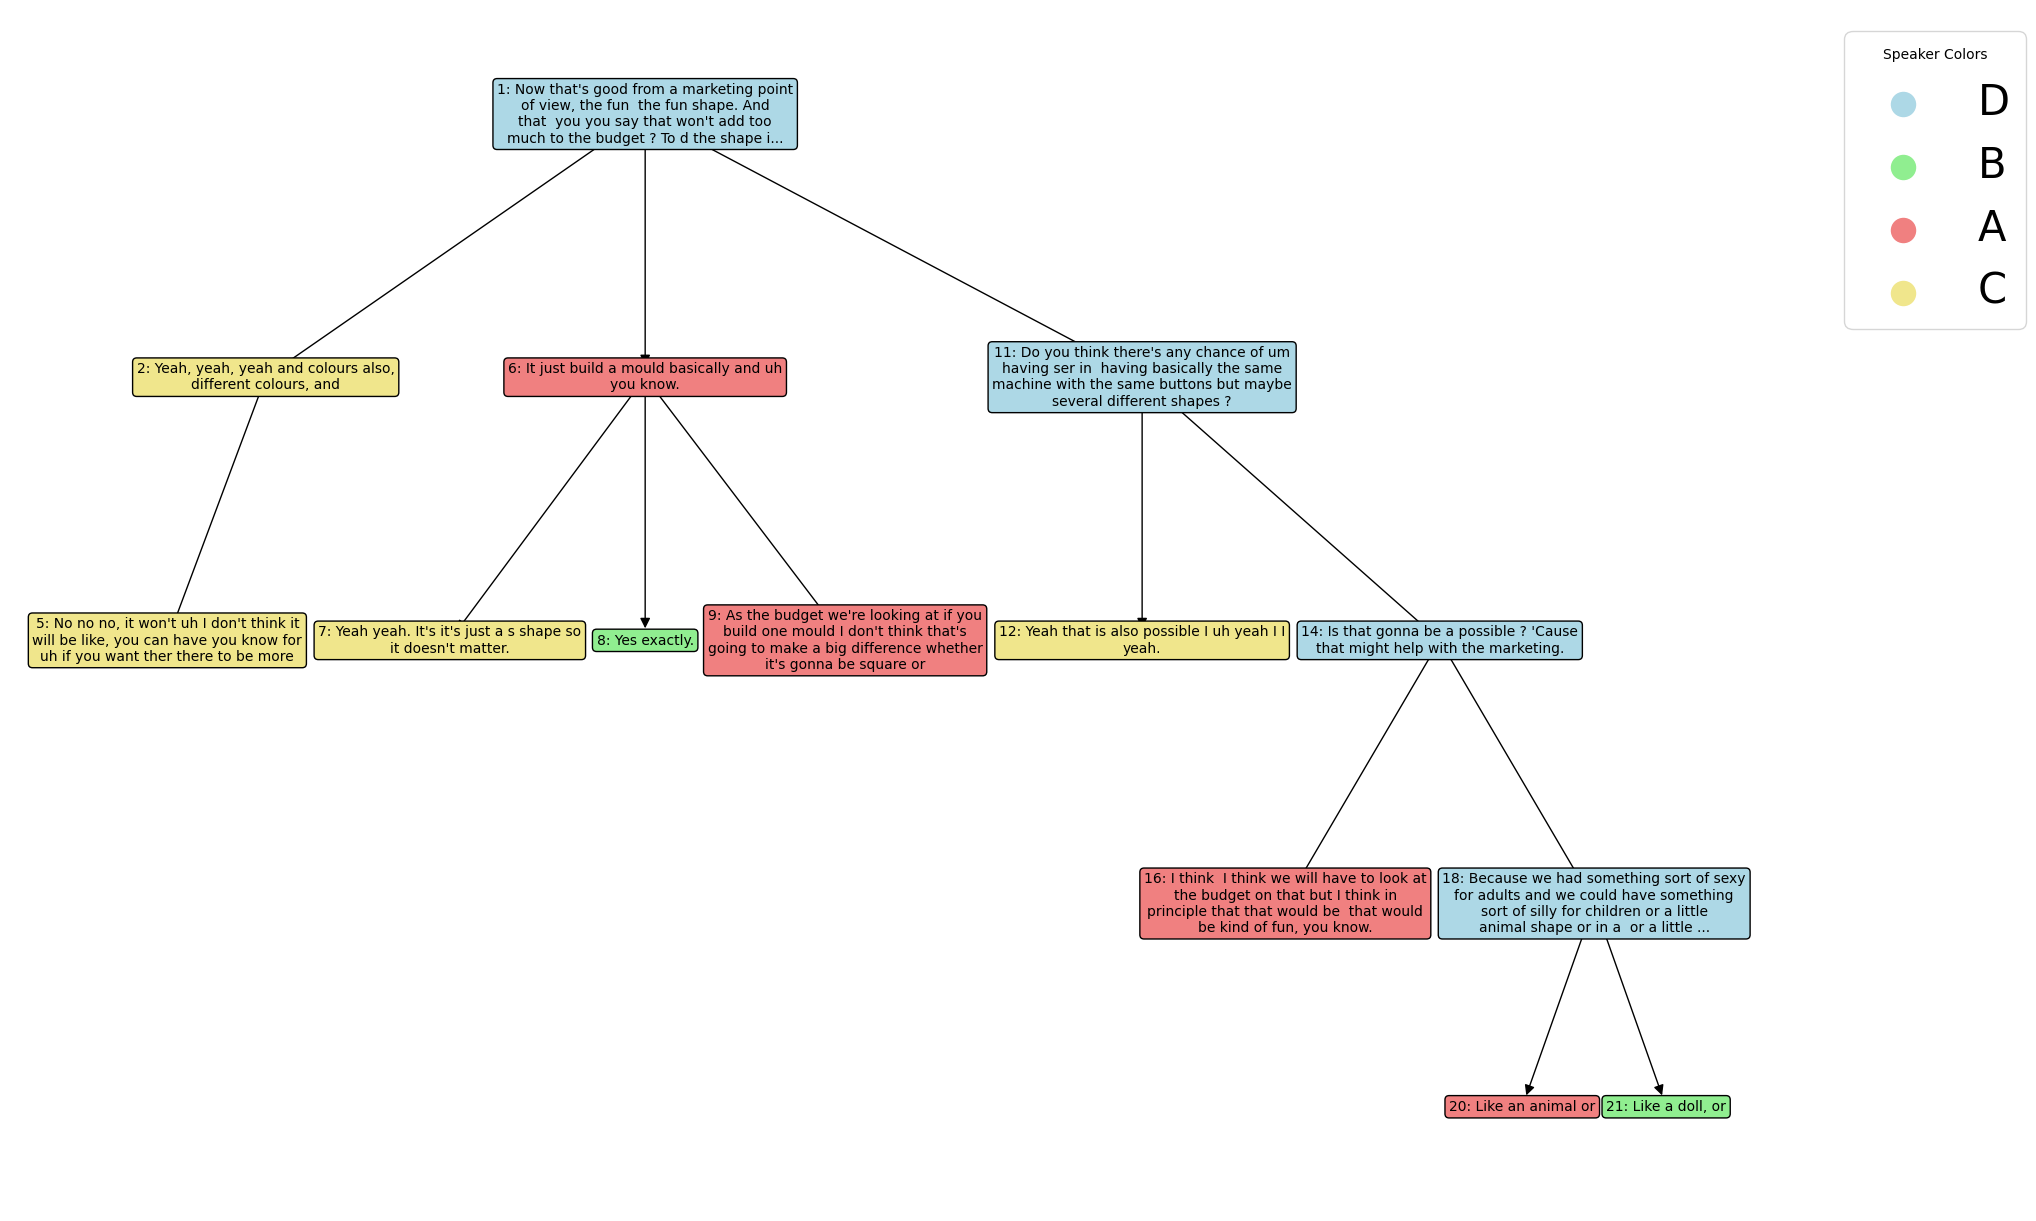 Speaker Colors
D
B
A
C
1: Now that's good from a marketing point
of view, the fun  the fun shape. And
that  you you say that won't add too
much to the budget ? To d the shape i...
2: Yeah, yeah, yeah and colours also,
different colours, and
6: It just build a mould basically and uh
you know.
11: Do you think there's any chance of um
having ser in  having basically the same
machine with the same buttons but maybe
several different shapes ?
5: No no no, it won't uh I don't think it
will be like, you can have you know for
uh if you want ther there to be more
7: Yeah yeah. It's it's just a s shape so
it doesn't matter.
8: Yes exactly.
9: As the budget we're looking at if you
build one mould I don't think that's
going to make a big difference whether
it's gonna be square or
12: Yeah that is also possible I uh yeah I I
yeah.
14: Is that gonna be a possible ? 'Cause
that might help with the marketing.
16: I think  I think we will have to look at
the budget on that but I think in
principle that that would be  that would
be kind of fun, you know.
18: Because we had something sort of sexy
for adults and we could have something
sort of silly for children or a little
animal shape or in a  or a little ...
20: Like an animal or
21: Like a doll, or